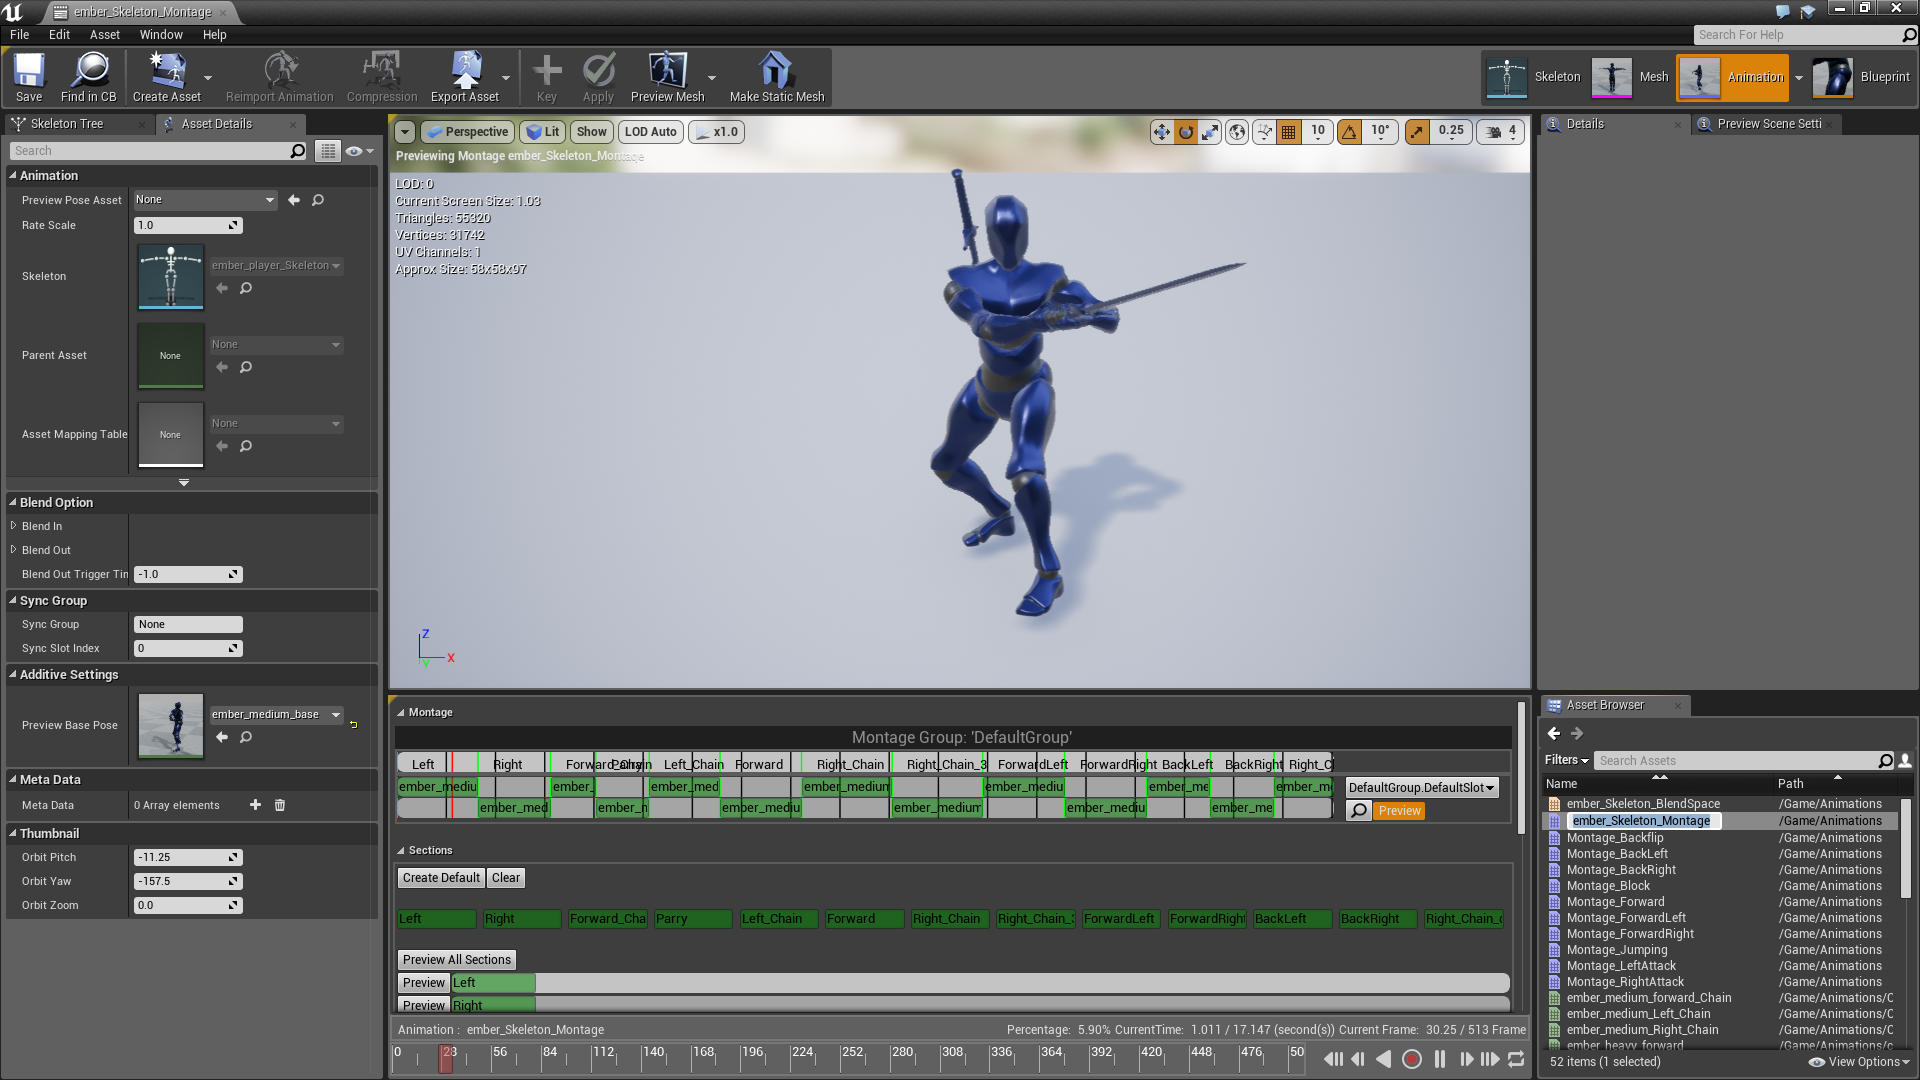 ember_Skeleton_Montage
File Edit Asset Window Help
Search For Help
Save
Find in CB
Create Asset
Reimport Animation
Compression
Export Asset
Key
Apply
Preview Mesh
Make Static Mesh
Skeleton
Mesh
Animation
Blueprint
Skeleton Tree
Asset Details
Search
Animation
Preview Pose Asset None
Rate Scale 1.0
Skeleton ember_player_Skeleton
Parent Asset None None
Asset Mapping Table None None
Blend Option
Blend In
Blend Out
Blend Out Trigger Tin -1.0
Sync Group
Sync Group None
Sync Slot Index 0
Additive Settings
Preview Base Pose ember_medium_base
Meta Data
Meta Data 0 Array elements
Thumbnail
Orbit Pitch -11.25
Orbit Yaw -157.5
Orbit Zoom 0.0
Perspective Lit Show LOD Auto x1.0
10 10° 0.25 4
Previewing Montage ember_Skeleton_Montage
LOD: 0
Current Screen Size: 1.03
Triangles: 55320
Vertices: 31742
UV Channels: 1
Approx Size: 58x58x97
Z
X
Y
Montage
Montage Group: 'DefaultGroup'
Left Right Forward_Chain Parry Left_Chain Forward Right_Chain Right_Chain_3 ForwardLeft ForwardRight BackLeft BackRight Right_C
ember_mediu ember_ ember_med ember_medium ember_mediu ember_me ember_m
ember_med ember_n ember_mediu ember_medium ember_mediu ember_me
DefaultGroup.DefaultSlot
Preview
Sections
Create Default Clear
Left Right Forward_Cha Parry Left_Chain Forward Right_Chain Right_Chain_3 ForwardLeft ForwardRight BackLeft BackRight Right_Chain_
Preview All Sections
Preview Left
Preview Right
Animation : ember_Skeleton_Montage
Percentage: 5.90% CurrentTime: 1.011 / 17.147 (second(s)) Current Frame: 30.25 / 513 Frame
0 28 56 84 112 140 168 196 224 252 280 308 336 364 392 420 448 476 50
Details
Preview Scene Setti
Asset Browser
Filters Search Assets
Name Path
ember_Skeleton_BlendSpace /Game/Animations
ember_Skeleton_Montage /Game/Animations
Montage_Backflip /Game/Animations
Montage_BackLeft /Game/Animations
Montage_BackRight /Game/Animations
Montage_Block /Game/Animations
Montage_Forward /Game/Animations
Montage_ForwardLeft /Game/Animations
Montage_ForwardRight /Game/Animations
Montage_Jumping /Game/Animations
Montage_LeftAttack /Game/Animations
Montage_RightAttack /Game/Animations
ember_medium_forward_Chain /Game/Animations/C
ember_medium_Left_Chain /Game/Animations/C
ember_medium_Right_Chain /Game/Animations/C
ember_heavy_forward /Game/Animations/c
52 items (1 selected)
View Options